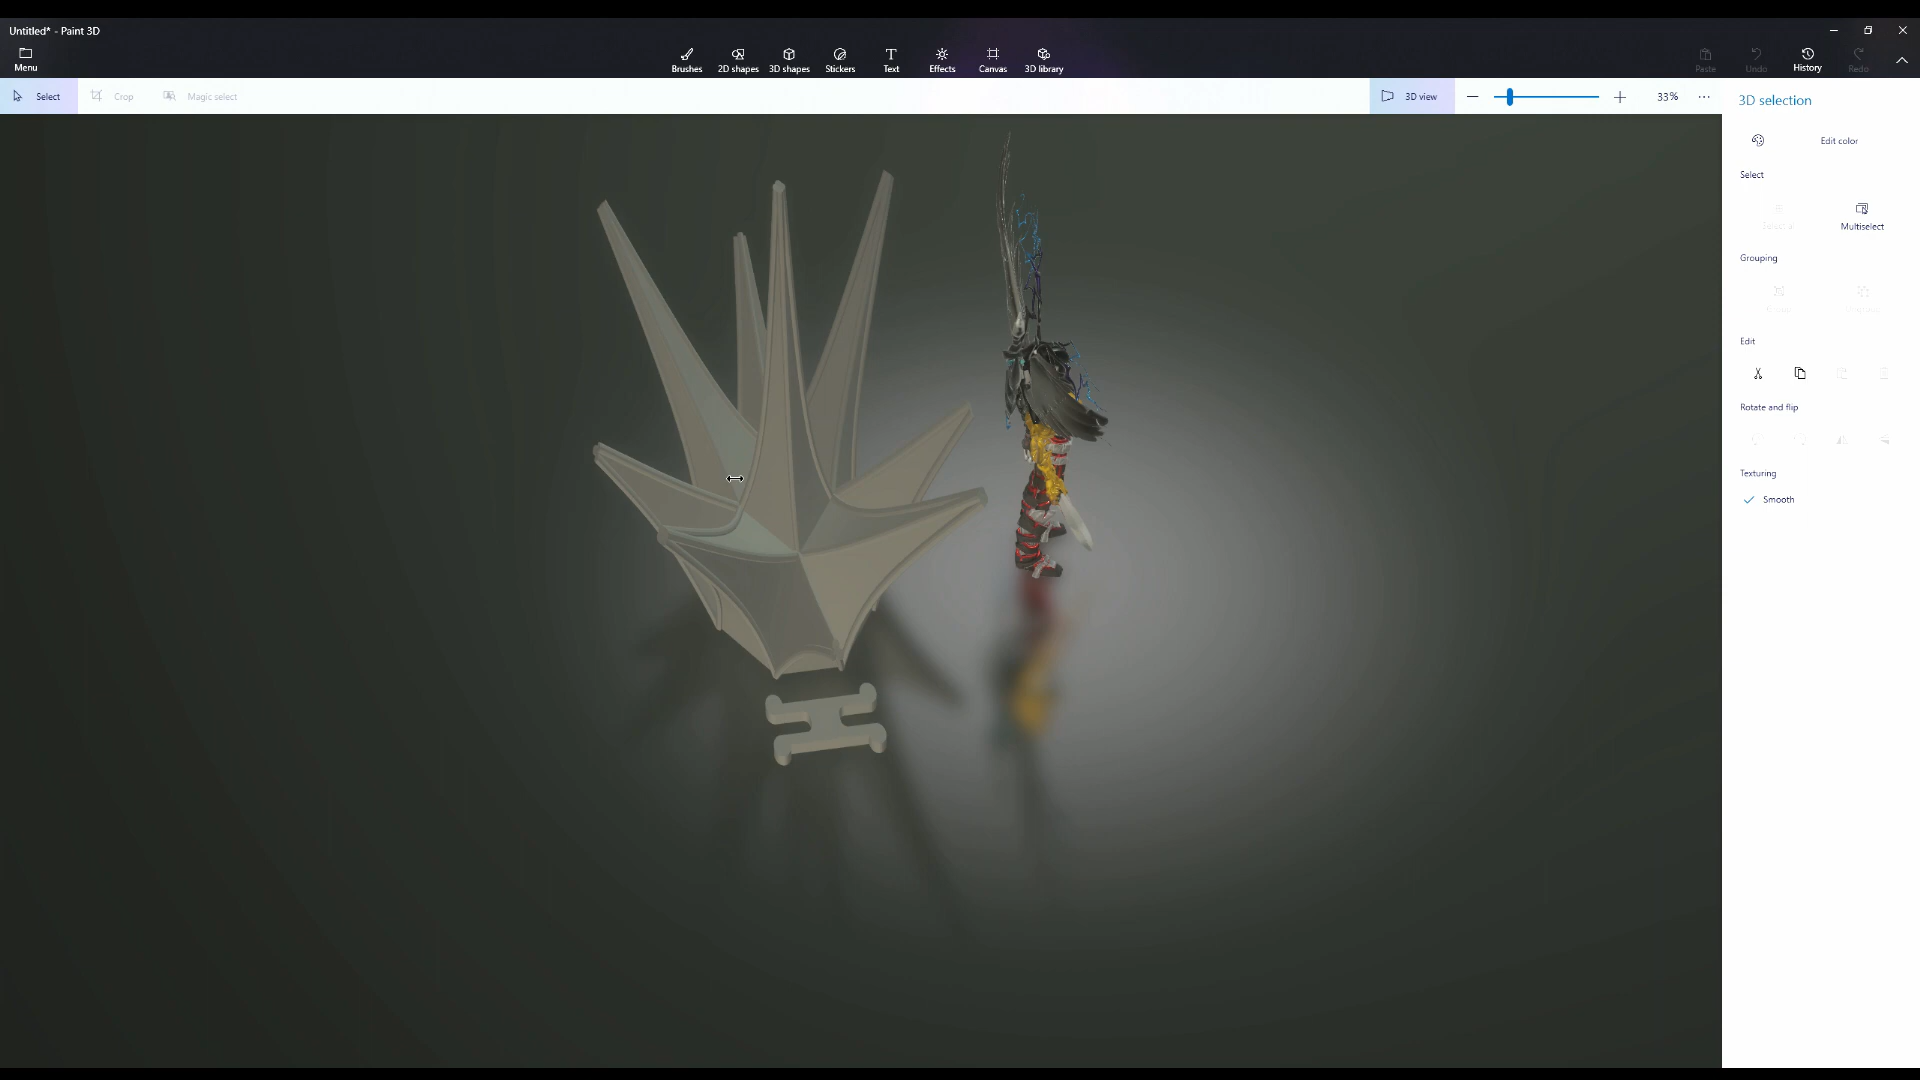 Untitled* - Paint 3D
Menu
Brushes
2D shapes
3D shapes
Stickers
Text
Effects
Canvas
3D library
Paste
Undo
History
Redo
Select
Crop
Magic select
3D view
33%
3D selection
Edit color
Select
Multiselect
Grouping
Edit
Rotate and flip
Texturing
Smooth